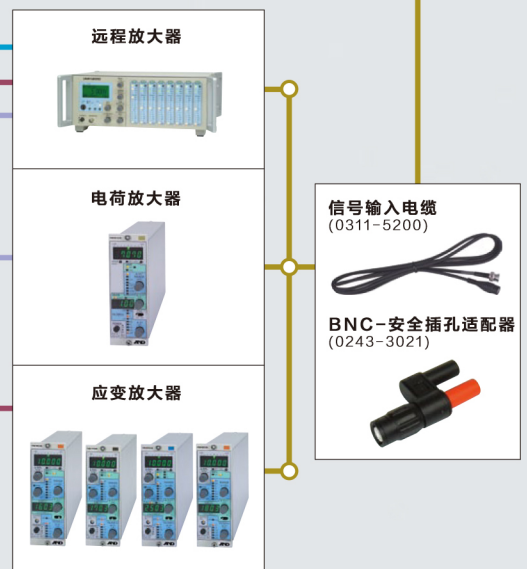 远程放大器
电荷放大器
应变放大器
信号输入电缆
(0311-5200)
BNC-安全插孔适配器
(0243-3021)